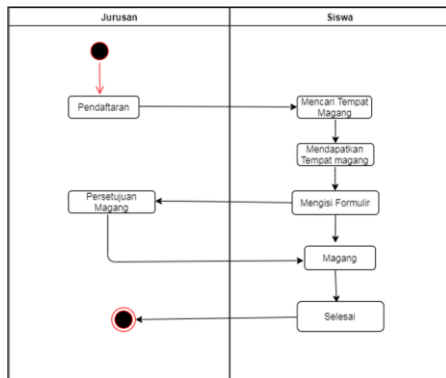 Jurusan
Siswa
Pendaftaran
Mencari Tempat
Magang
Mendapatkan
Tempat magang
Persetujuan
Magang
Mengisi Formulir
Magang
Selesai